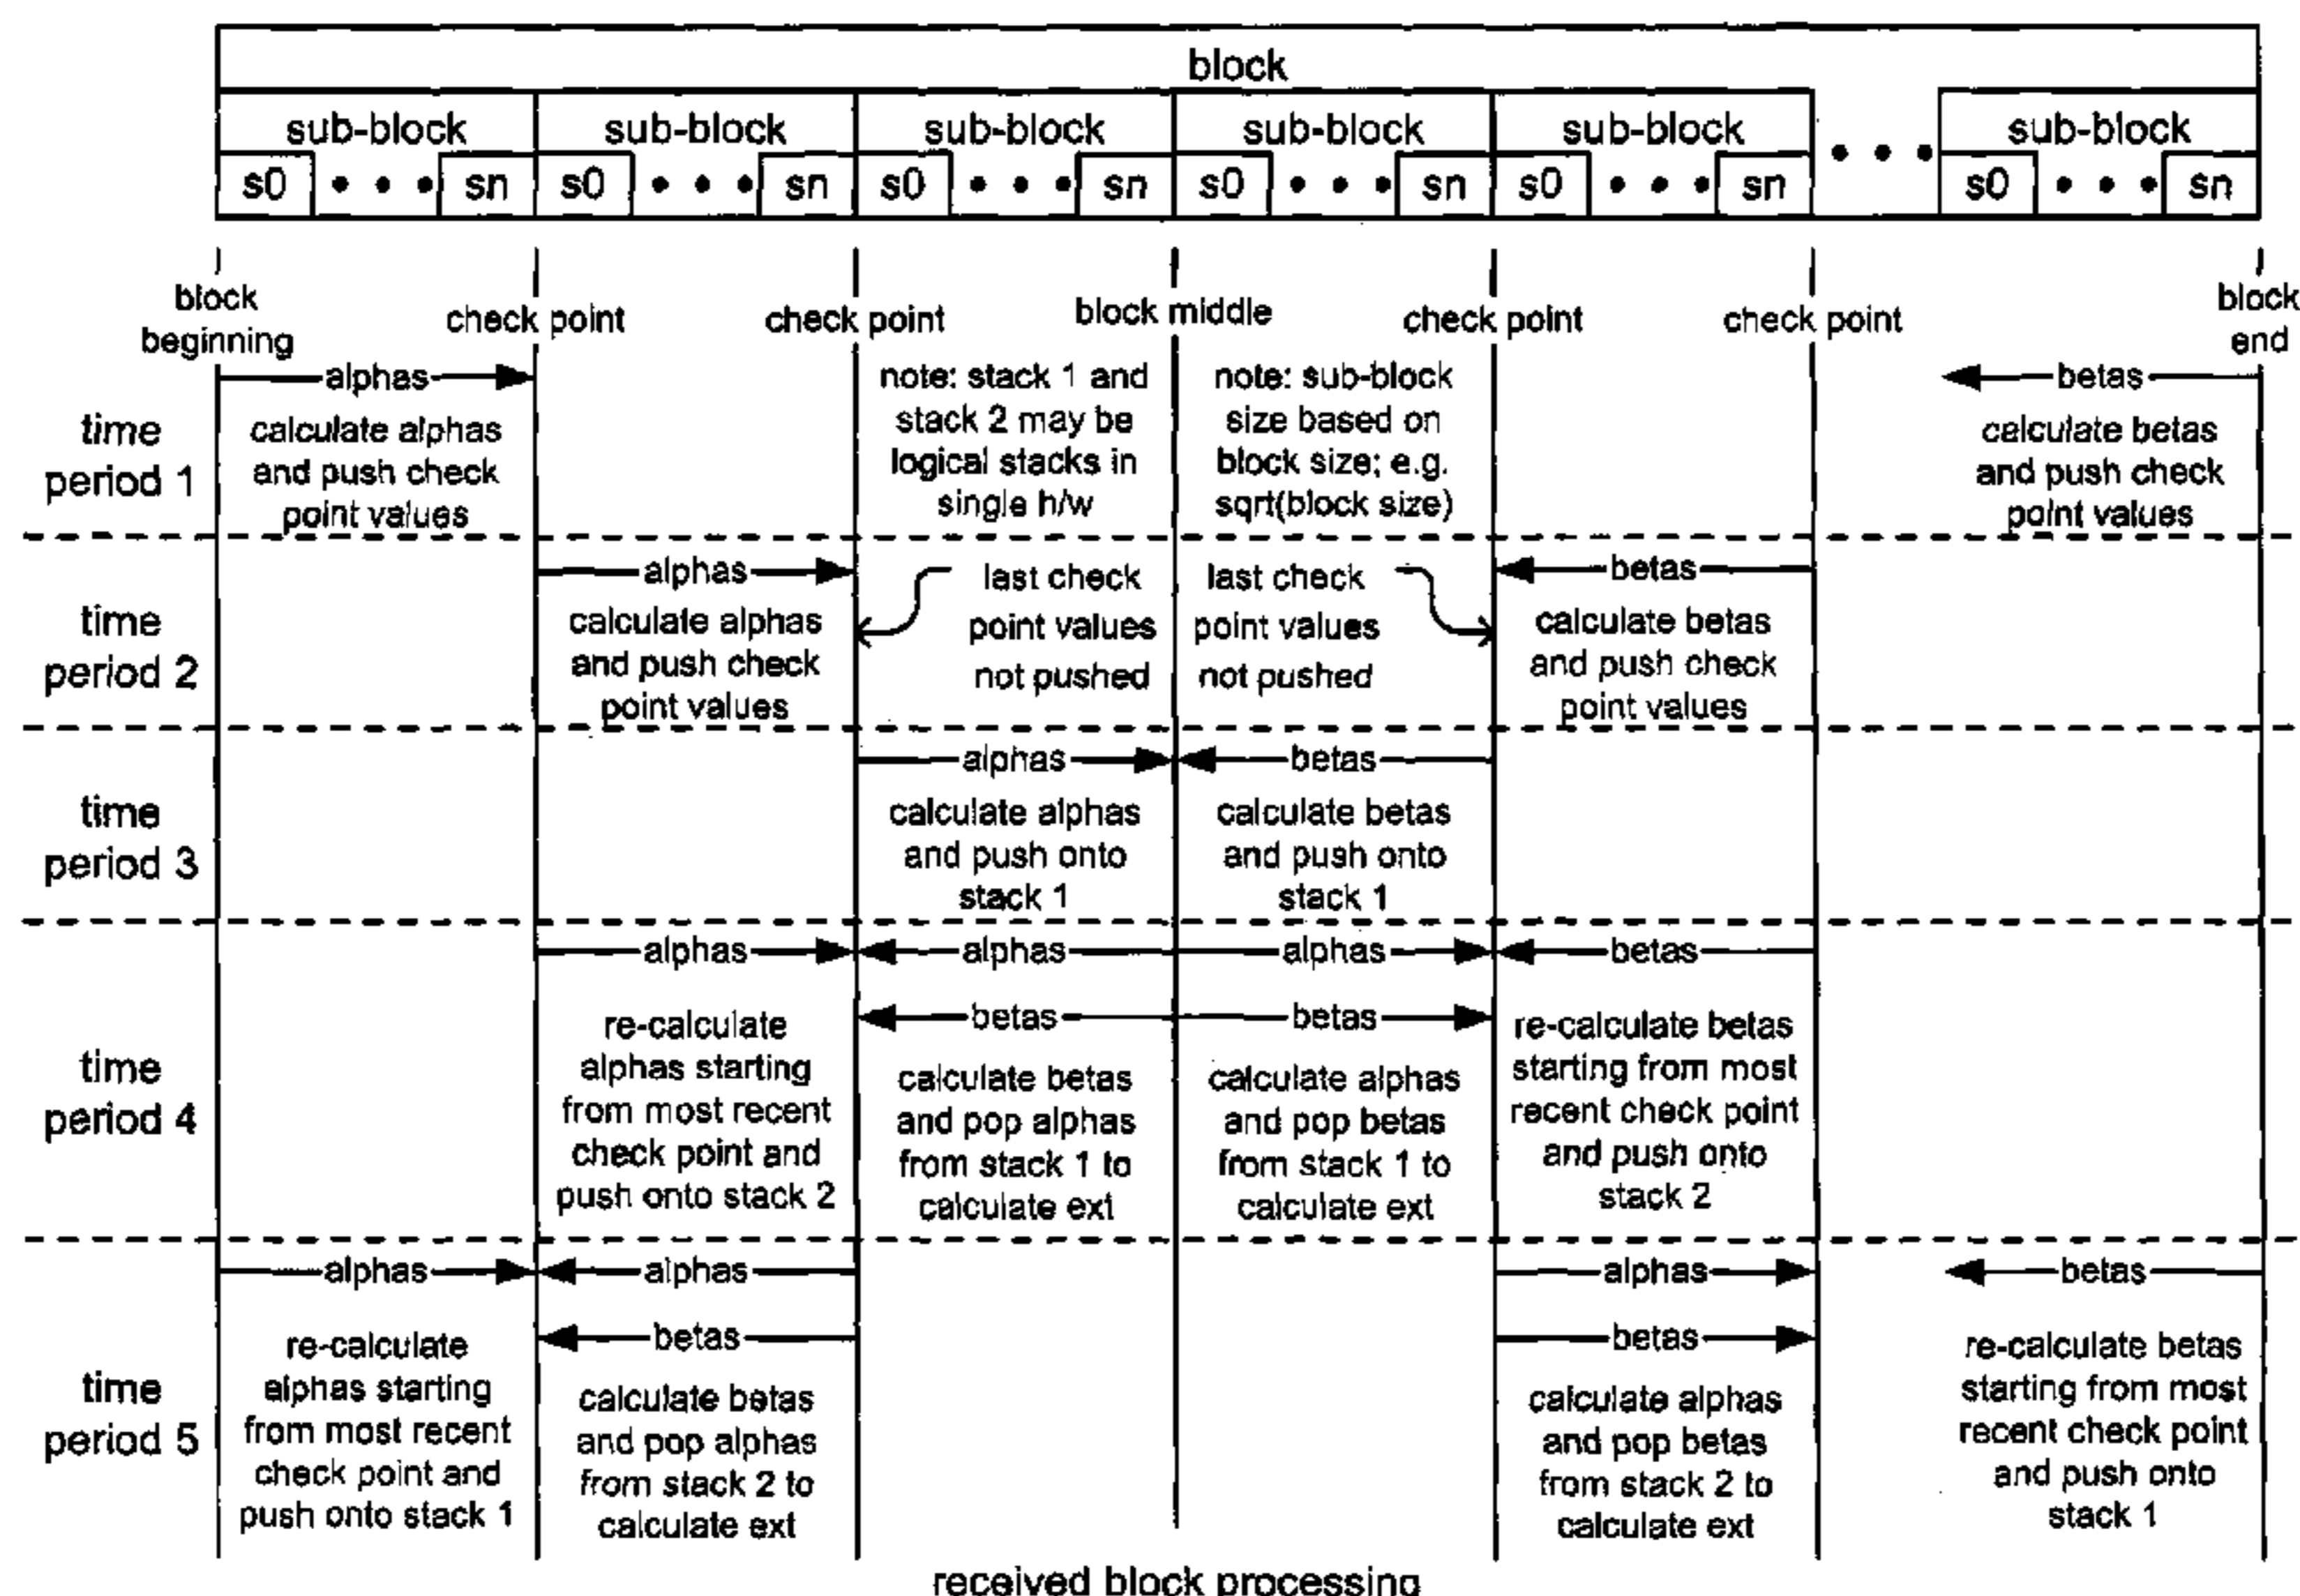 block
sub-block sub-block sub-block sub-block sub-block sub-block
s0 • • • sn s0 • • • sn s0 • • • sn s0 • • • sn s0 • • • sn • • • s0 • • • sn
block
beginning
check point
check point
block middle
check point
check point
block
end
time
period 1
alphas
calculate alphas
and push check
point values
note: stack 1 and
stack 2 may be
logical stacks in
single h/w
note: sub-block
size based on
block size; e.g.
sqrt(block size)
betas
calculate betas
and push check
point values
time
period 2
alphas
calculate alphas
and push check
point values
last check
point values
not pushed
last check
point values
not pushed
betas
calculate betas
and push check
point values
time
period 3
alphas
calculate alphas
and push onto
stack 1
betas
calculate betas
and push onto
stack 1
time
period 4
alphas
re-calculate
alphas starting
from most recent
check point and
push onto stack 2
alphas
betas
calculate betas
and pop alphas
from stack 1 to
calculate ext
alphas
betas
calculate alphas
and pop betas
from stack 1 to
calculate ext
betas
re-calculate betas
starting from most
recent check point
and push onto
stack 2
time
period 5
alphas
re-calculate
alphas starting
from most recent
check point and
push onto stack 1
alphas
betas
calculate betas
and pop alphas
from stack 2 to
calculate ext
alphas
betas
calculate alphas
and pop betas
from stack 2 to
calculate ext
betas
re-calculate betas
starting from most
recent check point
and push onto
stack 1
received block processing